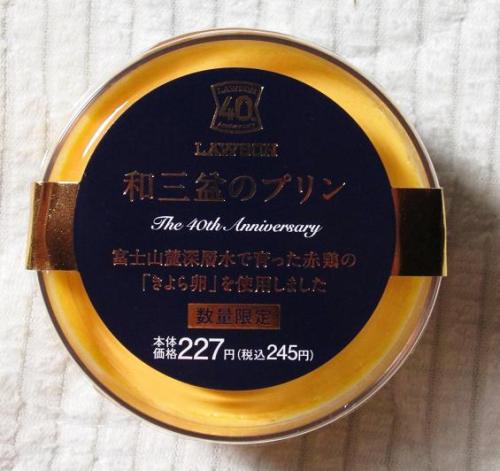 LAWSON
40th
ANNIVERSARY
LAWSON
和三盆のプリン
The 40th Anniversary
富士山麓深層水で育った赤鶏の
「きよら卵」を使用しました
数量限定
本体価格227円(税込245円)